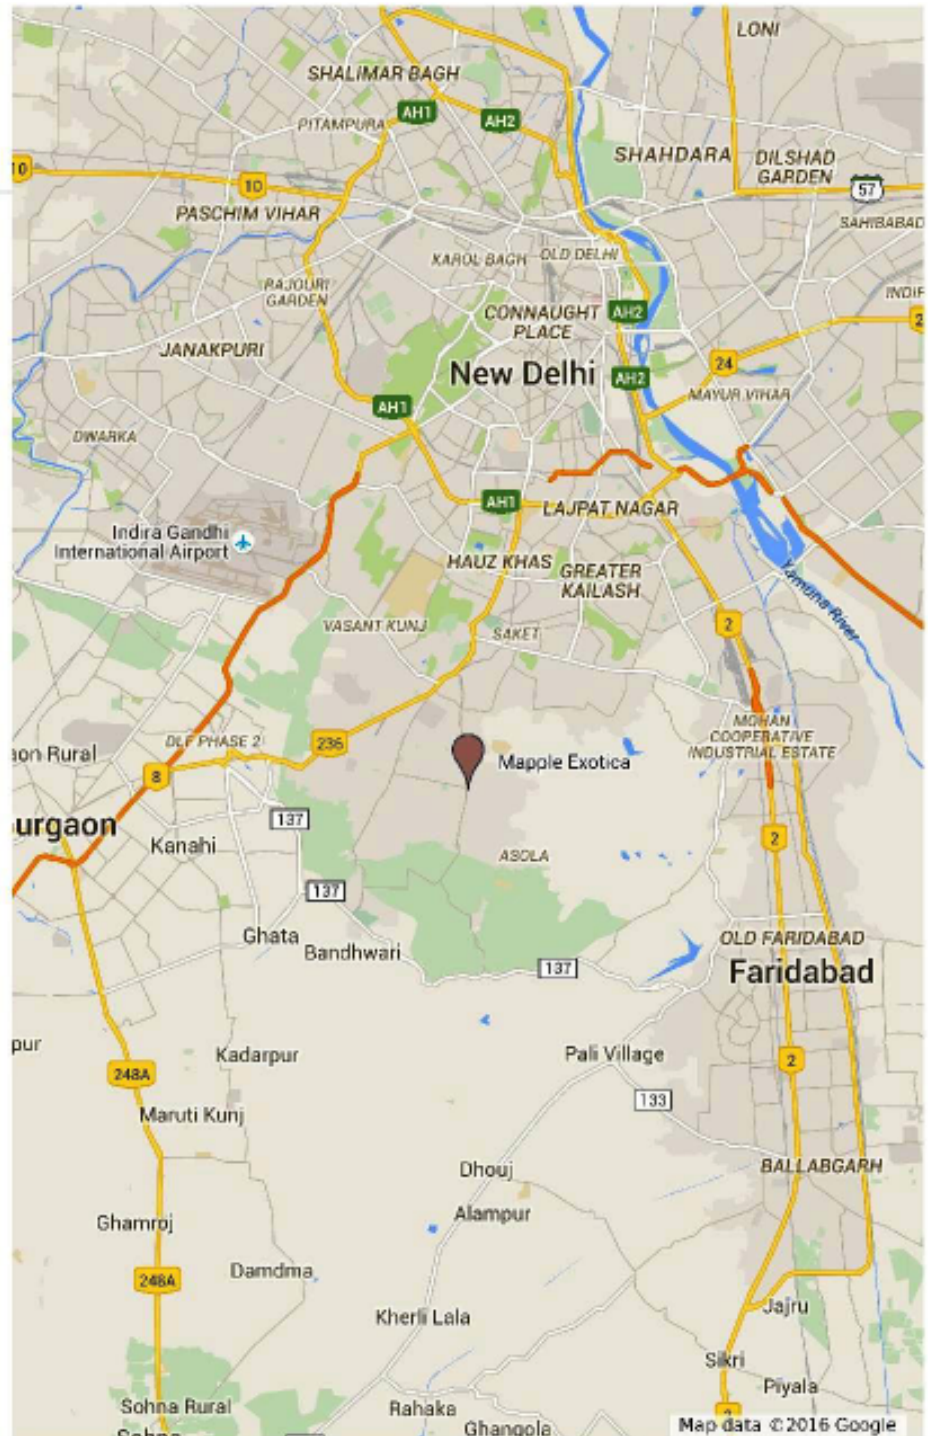 LONI
SHALIMAR BAGH
AH1
AH2
PITAMPURA
SHAHDARA
DILSHAD
GARDEN
10
10
57
PASCHIM VIHAR
SAHIBABAD
KAROL BAGH
OLD DELHI
RAJOURI
GARDEN
INDIR
CONNAUGHT
PLACE
AH2
2
JANAKPURI
24
New Delhi
AH2
MAYUR VIHAR
AH1
DWARKA
AH1
LAJPAT NAGAR
Indira Gandhi
International Airport
HAUZ KHAS
GREATER
KAILASH
Yamuna River
VASANT KUNJ
SAKET
2
MOHAN
COOPERATIVE
INDUSTRIAL ESTATE
DLF PHASE 2
236
aon Rural
Mapple Exotica
8
137
urgaon
Kanahi
2
ASOLA
137
Ghata
Bandhwari
OLD FARIDABAD
137
Faridabad
pur
Kadarpur
Pali Village
2
248A
133
Maruti Kunj
Dhouj
BALLABGARH
Alampur
Ghamroj
Damdma
248A
Jajru
Kherli Lala
Sikri
Piyala
Sohna Rural
Rahaka
Ghangola
2
Map data ©2016 Google